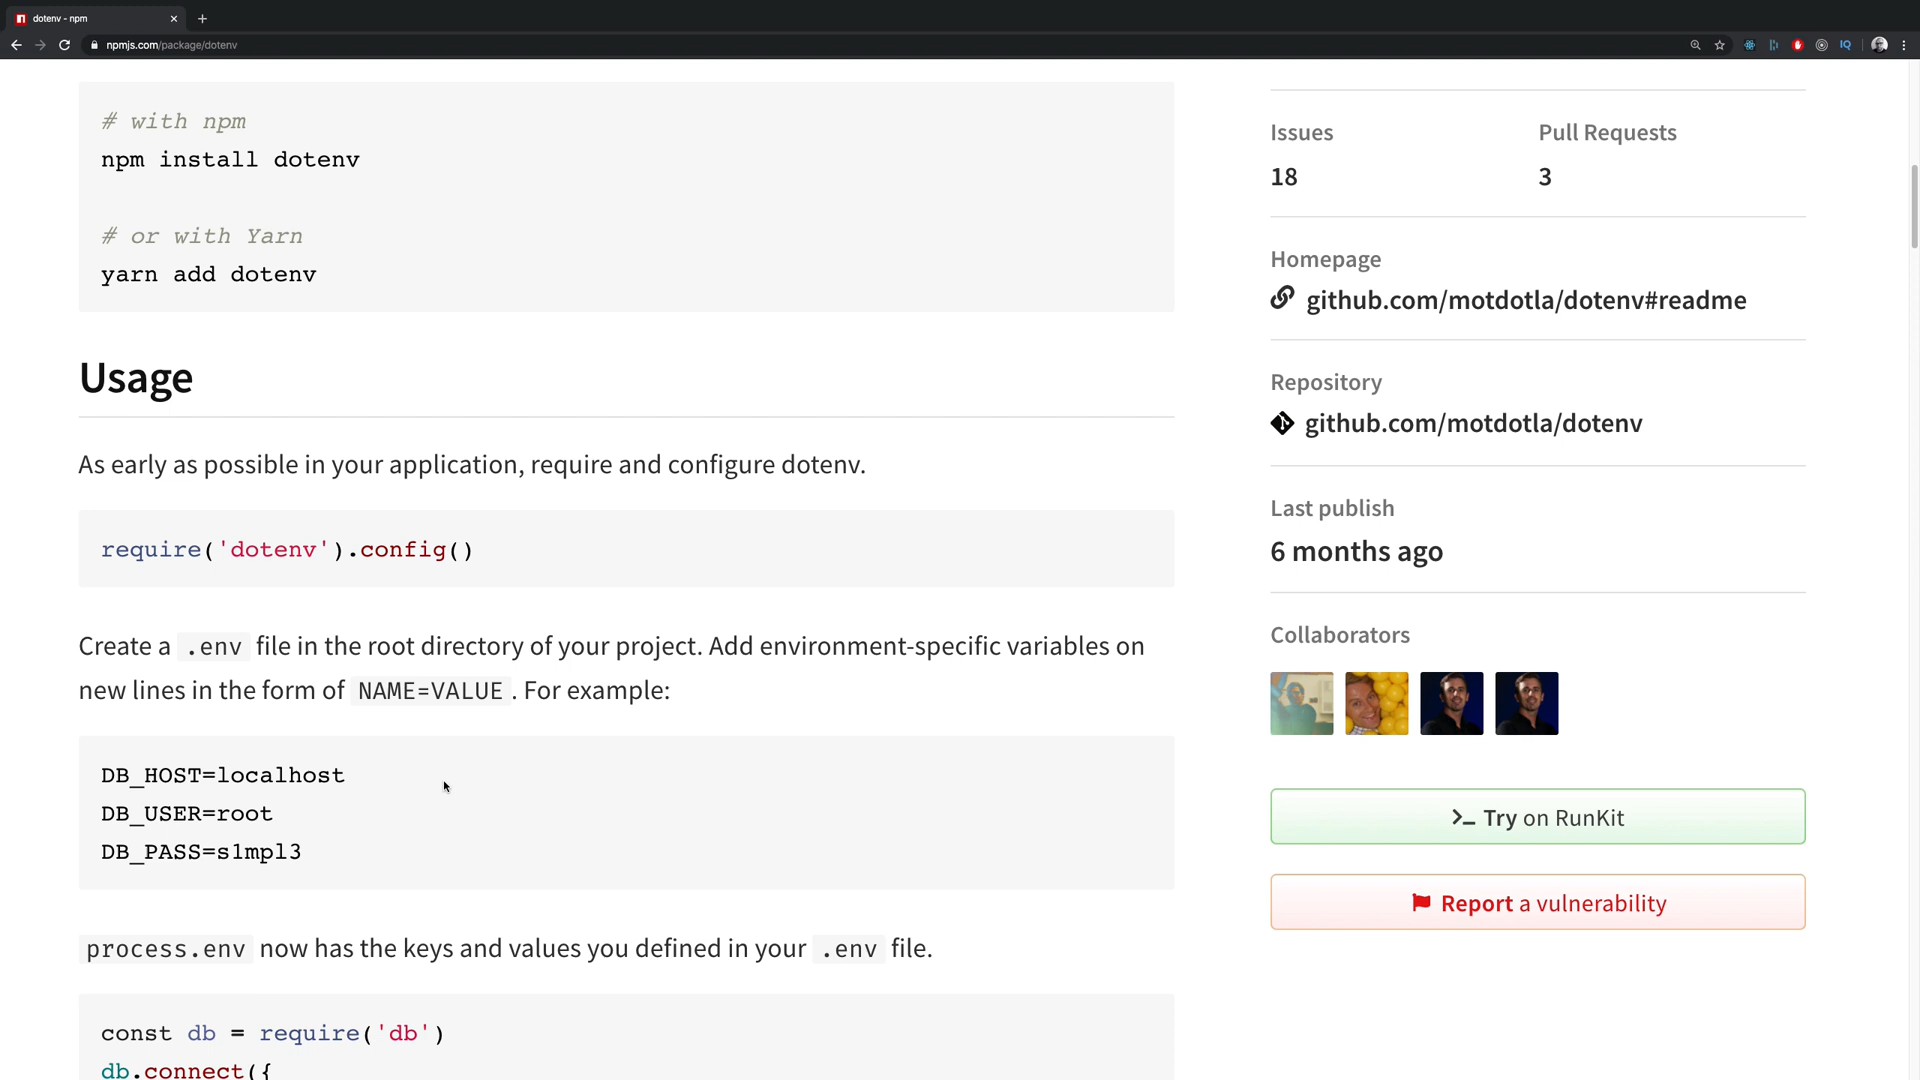 dotenv - npm
npmjs.com/package/dotenv
IQ
# with npm
npm install dotenv
# or with Yarn
yarn add dotenv
Usage
As early as possible in your application, require and configure dotenv.
require('dotenv').config()
Create a .env file in the root directory of your project. Add environment-specific variables on
new lines in the form of NAME=VALUE. For example:
DB_HOST=localhost
DB_USER=root
DB_PASS=s1mpl3
process.env now has the keys and values you defined in your .env file.
const db = require('db')
db.connect({
Issues
18
Pull Requests
3
Homepage
github.com/motdotla/dotenv#readme
Repository
github.com/motdotla/dotenv
Last publish
6 months ago
Collaborators
Try on RunKit
Report a vulnerability